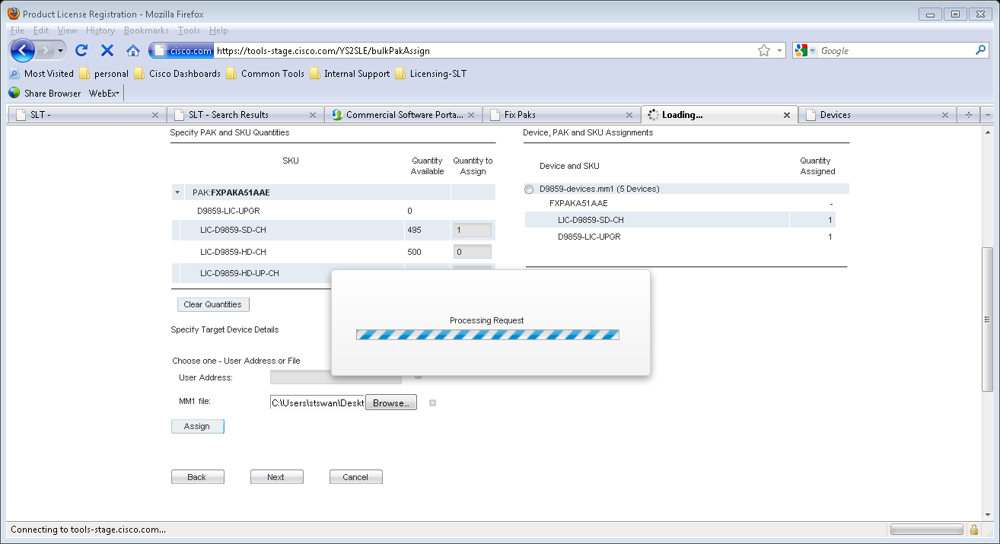 Product License Registration - Mozilla Firefox
File Edit View History Bookmarks Tools Help
cisco.com https://tools-stage.cisco.com/YS2SLE/bulkPakAssign Google
Most Visited personal Cisco Dashboards Common Tools Internal Support Licensing-SLT
Share Browser WebEx
SLT - SLT - Search Results Commercial Software Porta... Fix Paks Loading... Devices
Specify PAK and SKU Quantities
SKU Quantity Available Quantity to Assign
PAK:FXPAKA51AAE
D9859-LIC-UPGR 0
LIC-D9859-SD-CH 495 1
LIC-D9859-HD-CH 500 0
LIC-D9859-HD-UP-CH
Clear Quantities
Device, PAK and SKU Assignments
Device and SKU Quantity Assigned
D9859-devices.mm1 (5 Devices)
FXPAKA51AAE -
LIC-D9859-SD-CH 1
D9859-LIC-UPGR 1
Processing Request
Specify Target Device Details
Choose one - User Address or File
User Address:
MM1 file: C:\Users\stswan\Deskt Browse...
Assign
Back Next Cancel
Connecting to tools-stage.cisco.com...